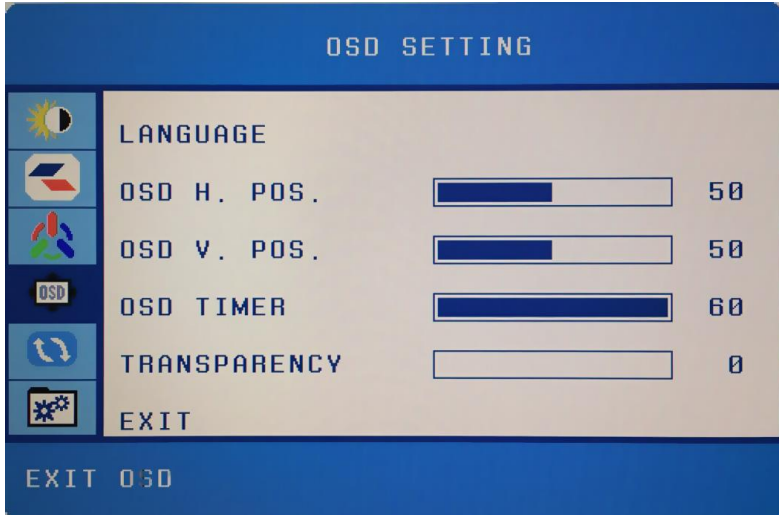 OSD SETTING
LANGUAGE
OSD H. POS. 50
OSD V. POS. 50
OSD
OSD TIMER 60
TRANSPARENCY 0
EXIT
EXIT OSD